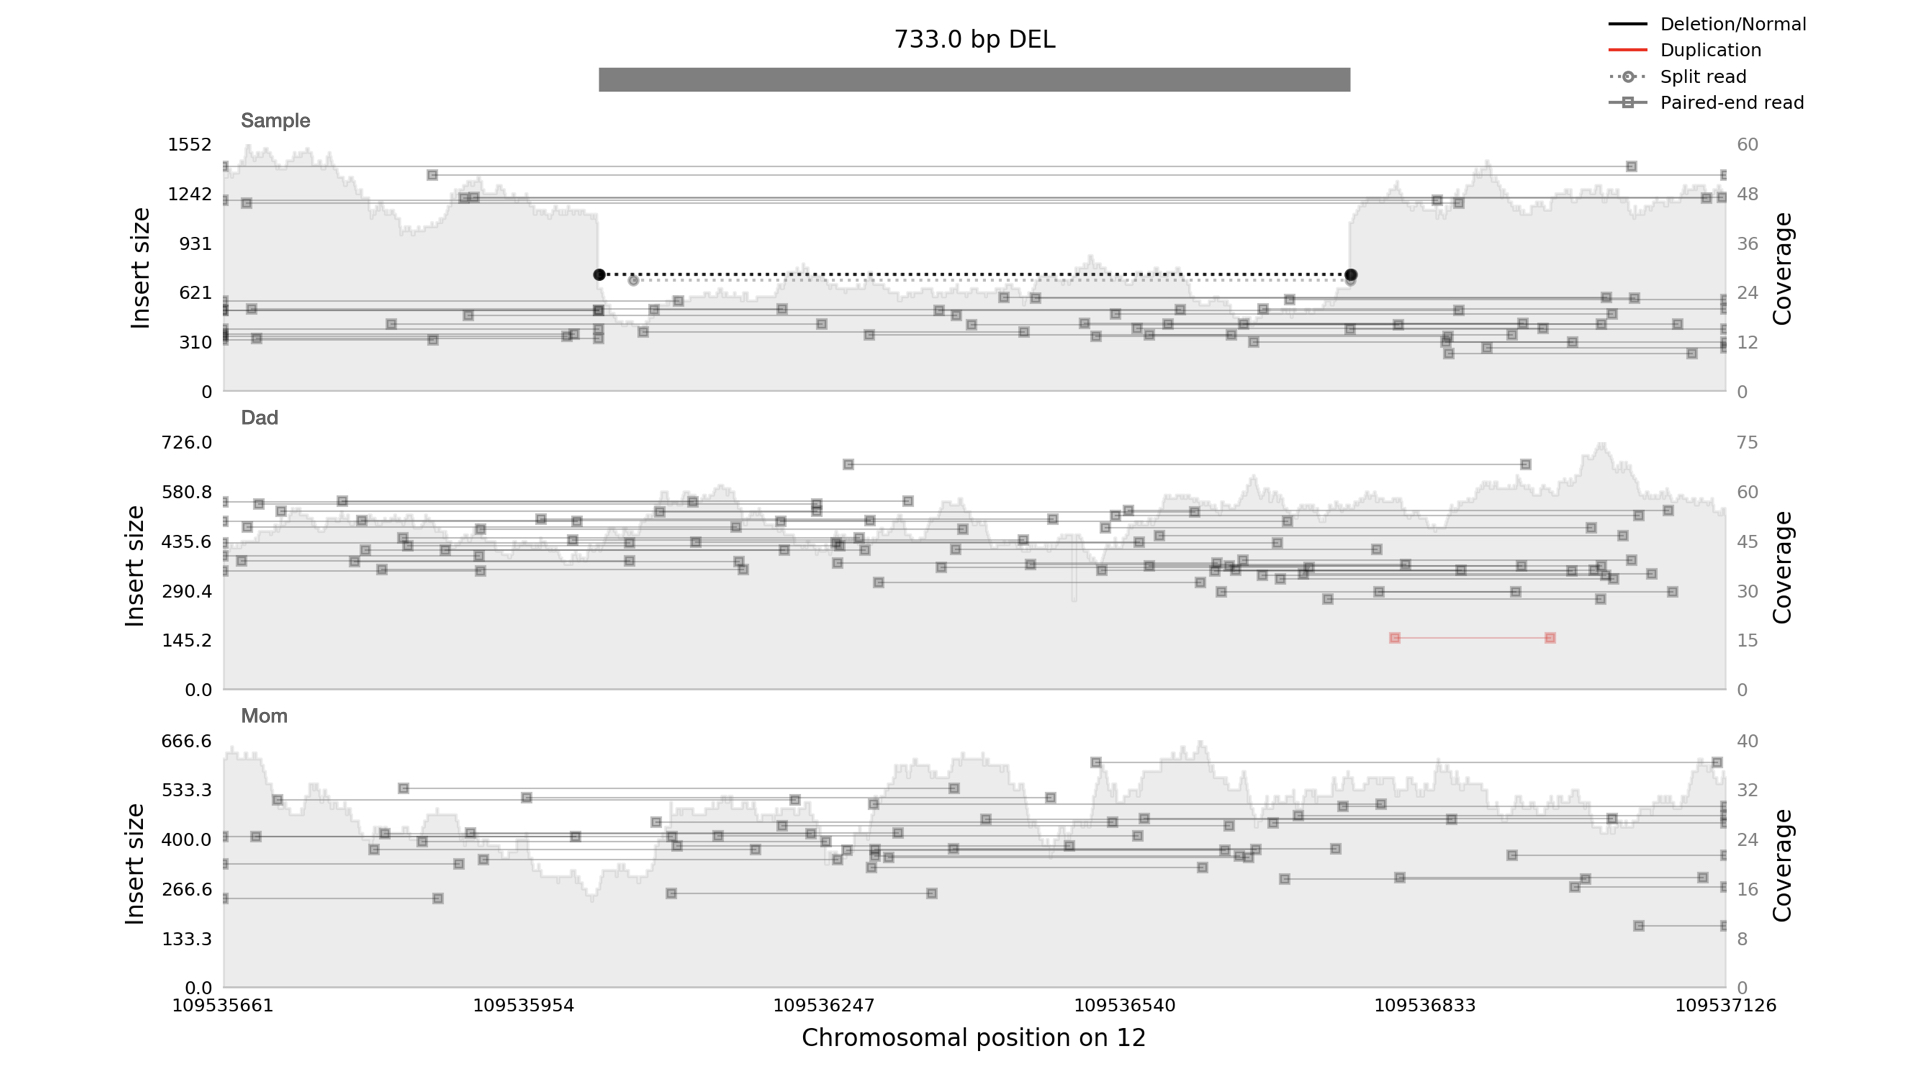 733.0 bp DEL
Deletion/Normal
Duplication
Split read
Paired-end read
Sample
1552
1242
931
621
310
0
Insert size
60
48
36
24
12
0
Coverage
Dad
726.0
580.8
435.6
290.4
145.2
0.0
Insert size
75
60
45
30
15
0
Coverage
Mom
666.6
533.3
400.0
266.6
133.3
0.0
Insert size
40
32
24
16
8
0
Coverage
109535661 109535954 109536247 109536540 109536833 109537126
Chromosomal position on 12